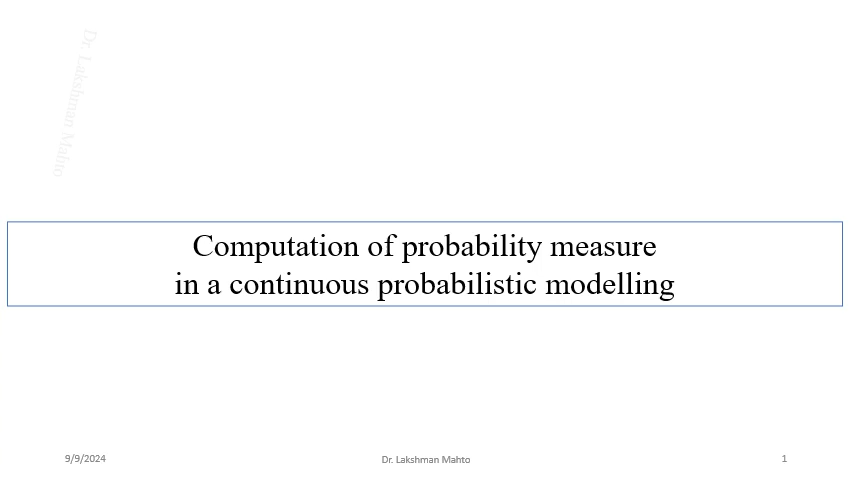 Dr. Lakshman Mahto
Computation of probability measure
in a continuous probabilistic modelling
9/9/2024
Dr. Lakshman Mahto
1